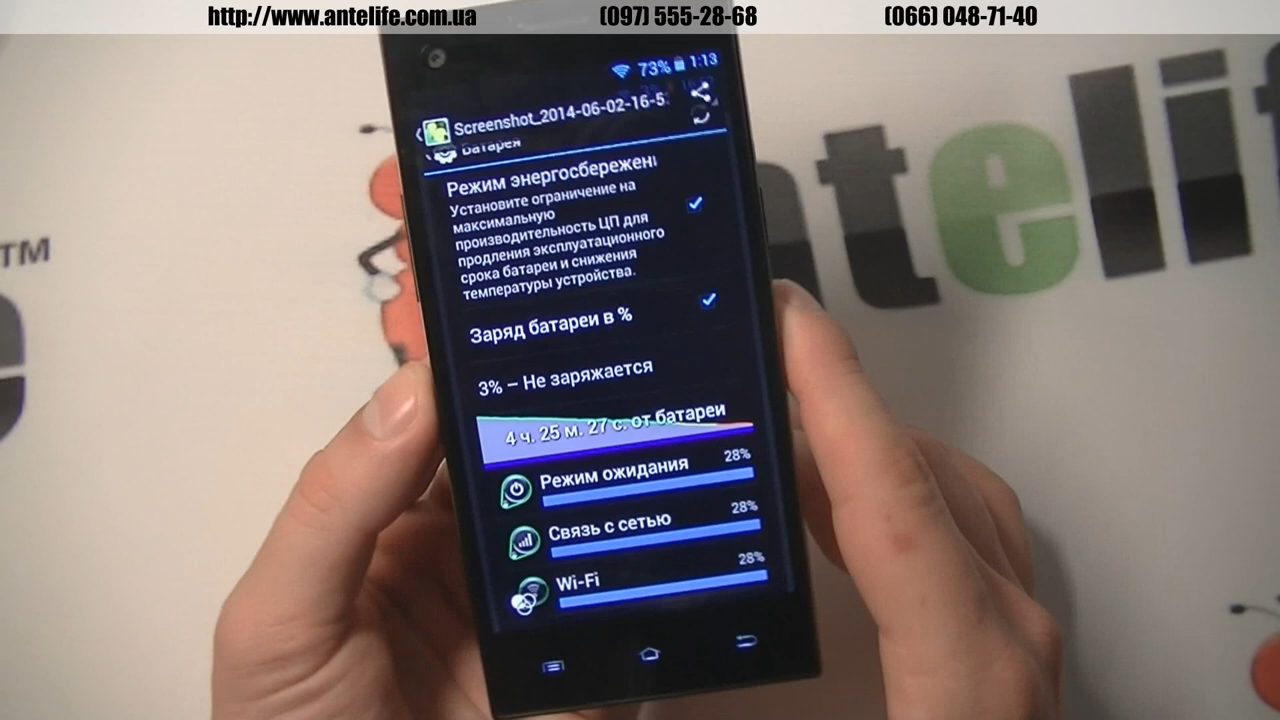 http://www.antelife.com.ua (097) 555-28-68 (066) 048-71-40
73% 1:13
Screenshot_2014-06-02-16-5
Батарея
Режим энергосбережени
Установите ограничение на
максимальную
производительность ЦП для
продления эксплуатационного
срока батареи и снижения
температуры устройства.
Заряд батареи в %
3% – Не заряжается
4 ч. 25 м. 27 с. от батареи
Режим ожидания 28%
Связь с сетью 28%
Wi-Fi 28%
TM
ntelif
e